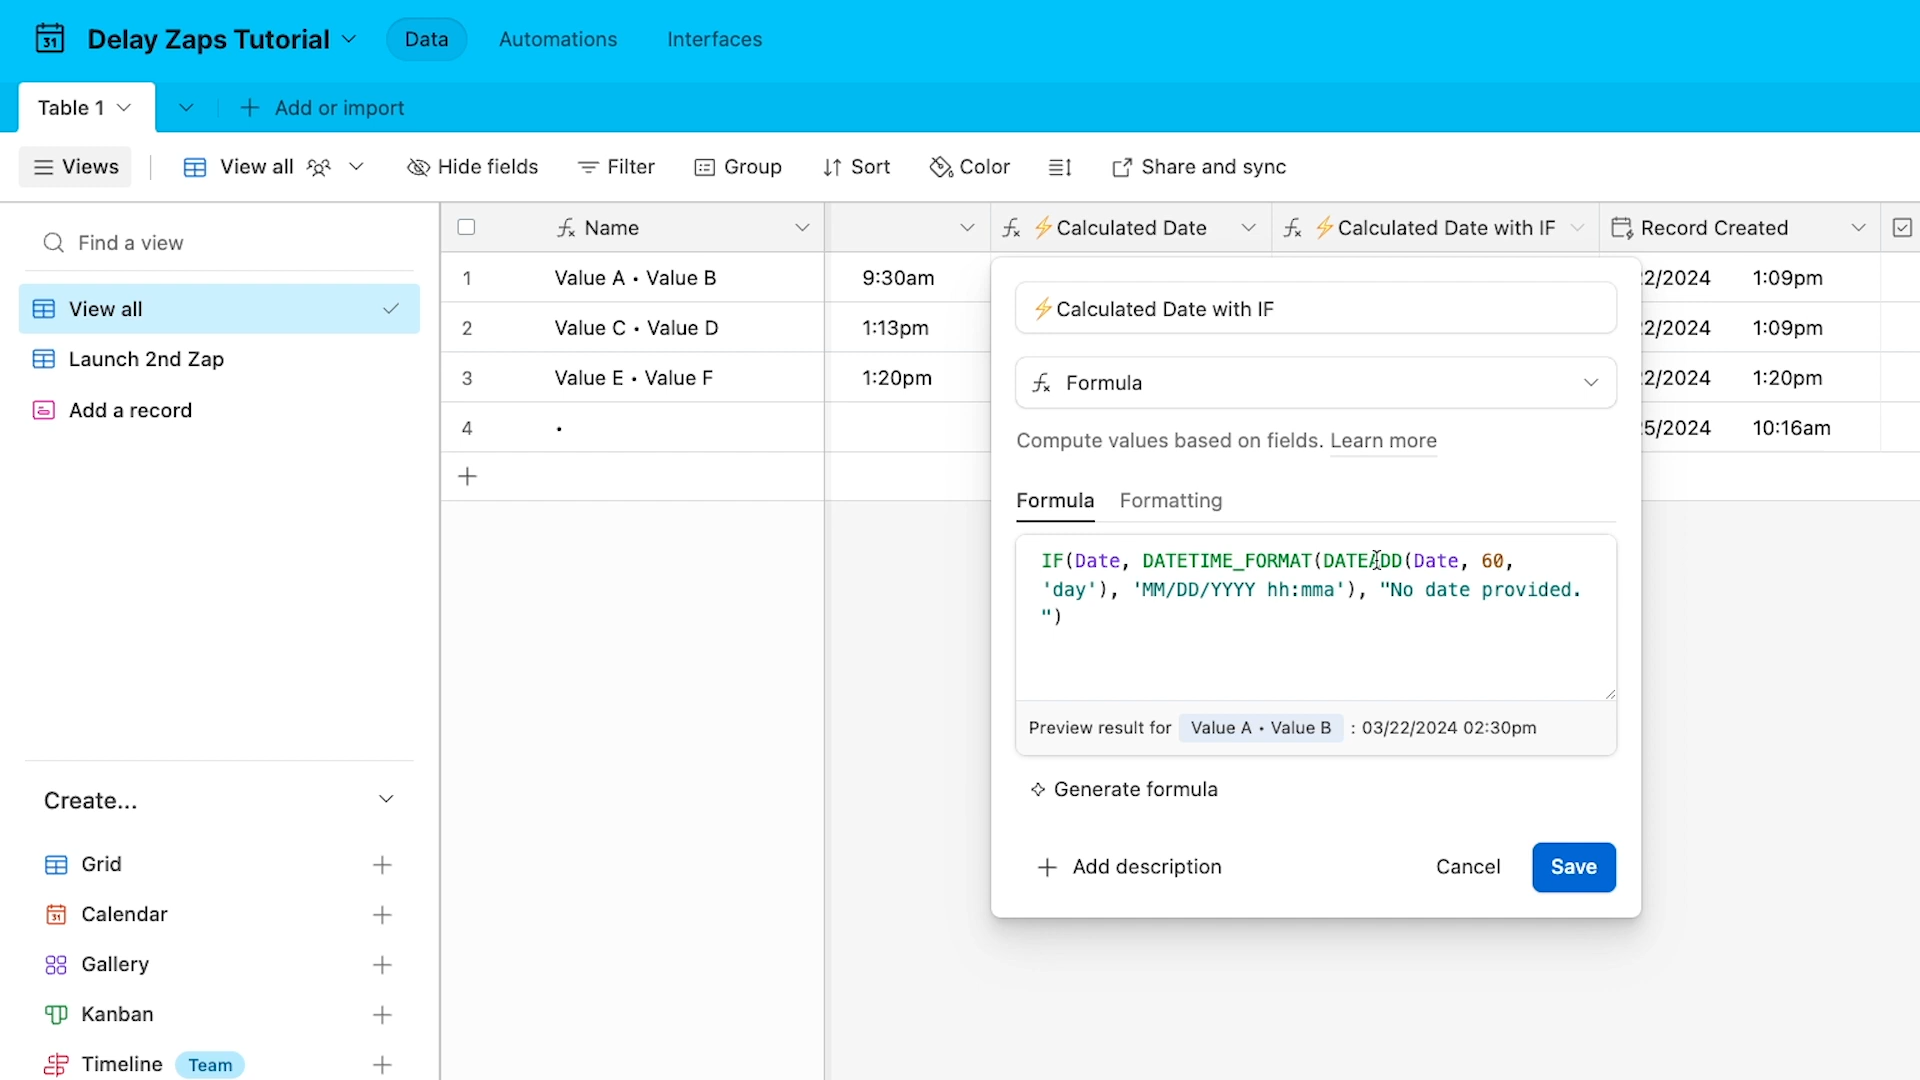 31 Delay Zaps Tutorial Data Automations Interfaces
Table 1 Add or import
Views View all Hide fields Filter Group Sort Color Share and sync
Find a view
View all
Launch 2nd Zap
Add a record
Create...
Grid
31 Calendar
Gallery
Kanban
Timeline Team
fx Name fx ⚡Calculated Date fx ⚡Calculated Date with IF Record Created
1 Value A • Value B 9:30am 2/2024 1:09pm
2 Value C • Value D 1:13pm 2/2024 1:09pm
3 Value E • Value F 1:20pm 2/2024 1:20pm
4 • 5/2024 10:16am
⚡Calculated Date with IF
fx Formula
Compute values based on fields. Learn more
Formula Formatting
IF(Date, DATETIME_FORMAT(DATEADD(Date, 60,
'day'), 'MM/DD/YYYY hh:mma'), "No date provided.
")
Preview result for Value A • Value B : 03/22/2024 02:30pm
Generate formula
Add description Cancel Save